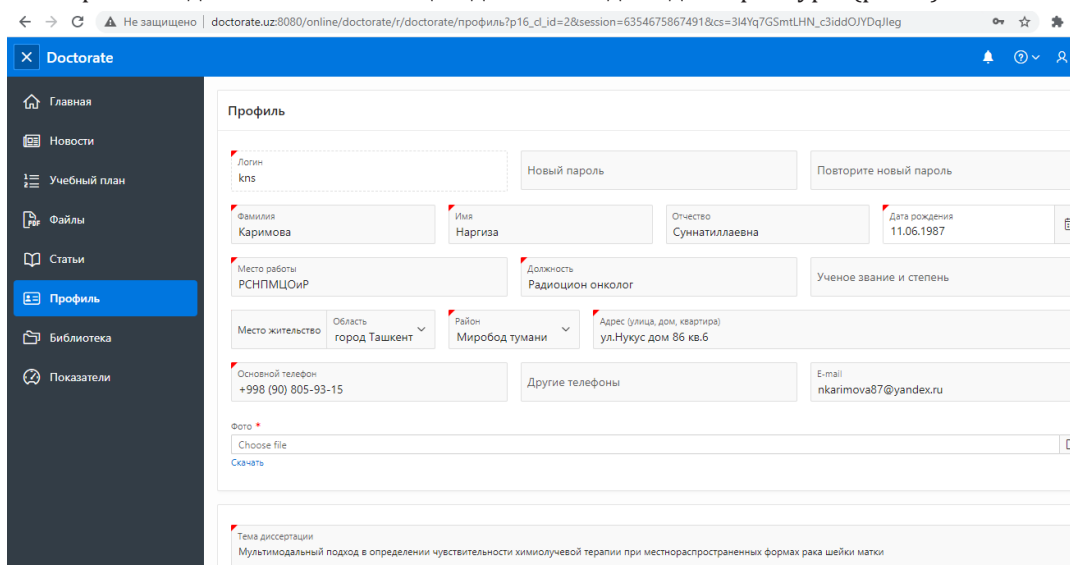 Не защищено doctorate.uz:8080/online/doctorate/r/doctorate/профиль?p16_cl_id=2&session=6354675867491&cs=3I4Yq7GSmtLHN_c3iddOJYDqJleg
Doctorate
Главная
Новости
Учебный план
Файлы
Статьи
Профиль
Библиотека
Показатели
Профиль
Логин
kns
Новый пароль
Повторите новый пароль
Фамилия
Каримова
Имя
Наргиза
Отчество
Суннатиллаевна
Дата рождения
11.06.1987
Место работы
РСНПМЦОиР
Должность
Радиоцион онколог
Ученое звание и степень
Место жительство
Область
город Ташкент
Район
Миробод тумани
Адрес (улица, дом, квартира)
ул.Нукус дом 86 кв.6
Основной телефон
+998 (90) 805-93-15
Другие телефоны
E-mail
nkarimova87@yandex.ru
Фото *
Choose file
Скачать
Тема диссертации
Мультимодальный подход в определении чувствительности химиолучевой терапии при местнораспространенных формах рака шейки матки